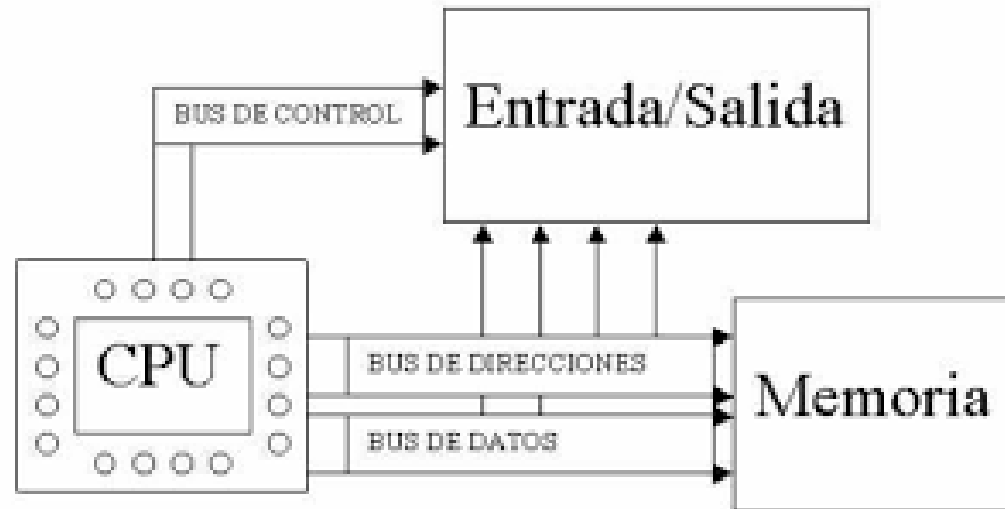 BUS DE CONTROL
Entrada/Salida
CPU
BUS DE DIRECCIONES
BUS DE DATOS
Memoria